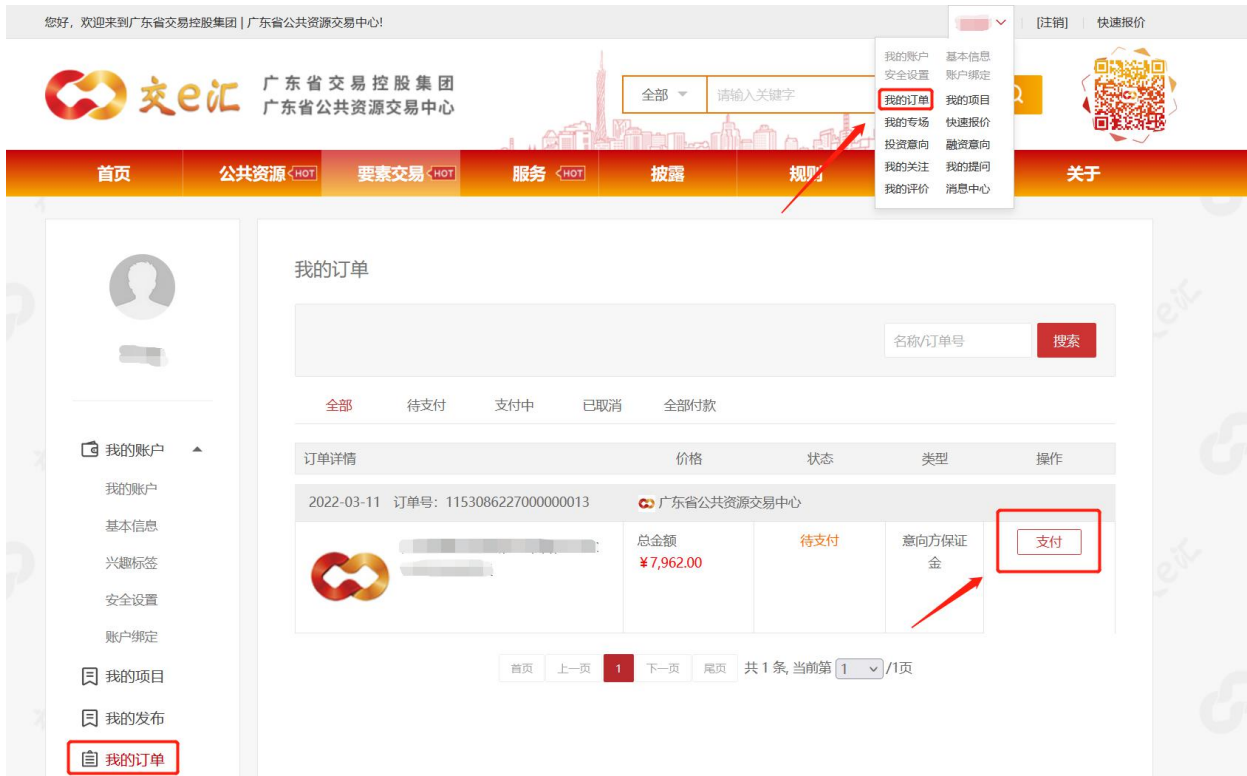 您好，欢迎来到广东省交易控股集团 | 广东省公共资源交易中心!
[注销] 快速报价
交e汇 广东省交易控股集团
广东省公共资源交易中心
全部 请输入关键字
我的账户 基本信息
安全设置 账户绑定
我的订单 我的项目
我的专场 快速报价
投资意向 融资意向
我的关注 我的提问
我的评价 消息中心
首页 公共资源 HOT 要素交易 HOT 服务 HOT 披露 关于
我的订单
名称/订单号 搜索
全部 待支付 支付中 已取消 全部付款
订单详情 价格 状态 类型 操作
2022-03-11 订单号：1153086227000000013 广东省公共资源交易中心
总金额 待支付 意向方保证金 支付
¥7,962.00
首页 上一页 1 下一页 尾页 共 1 条, 当前第 1 /1页
我的账户
我的账户
基本信息
兴趣标签
安全设置
账户绑定
我的项目
我的发布
我的订单